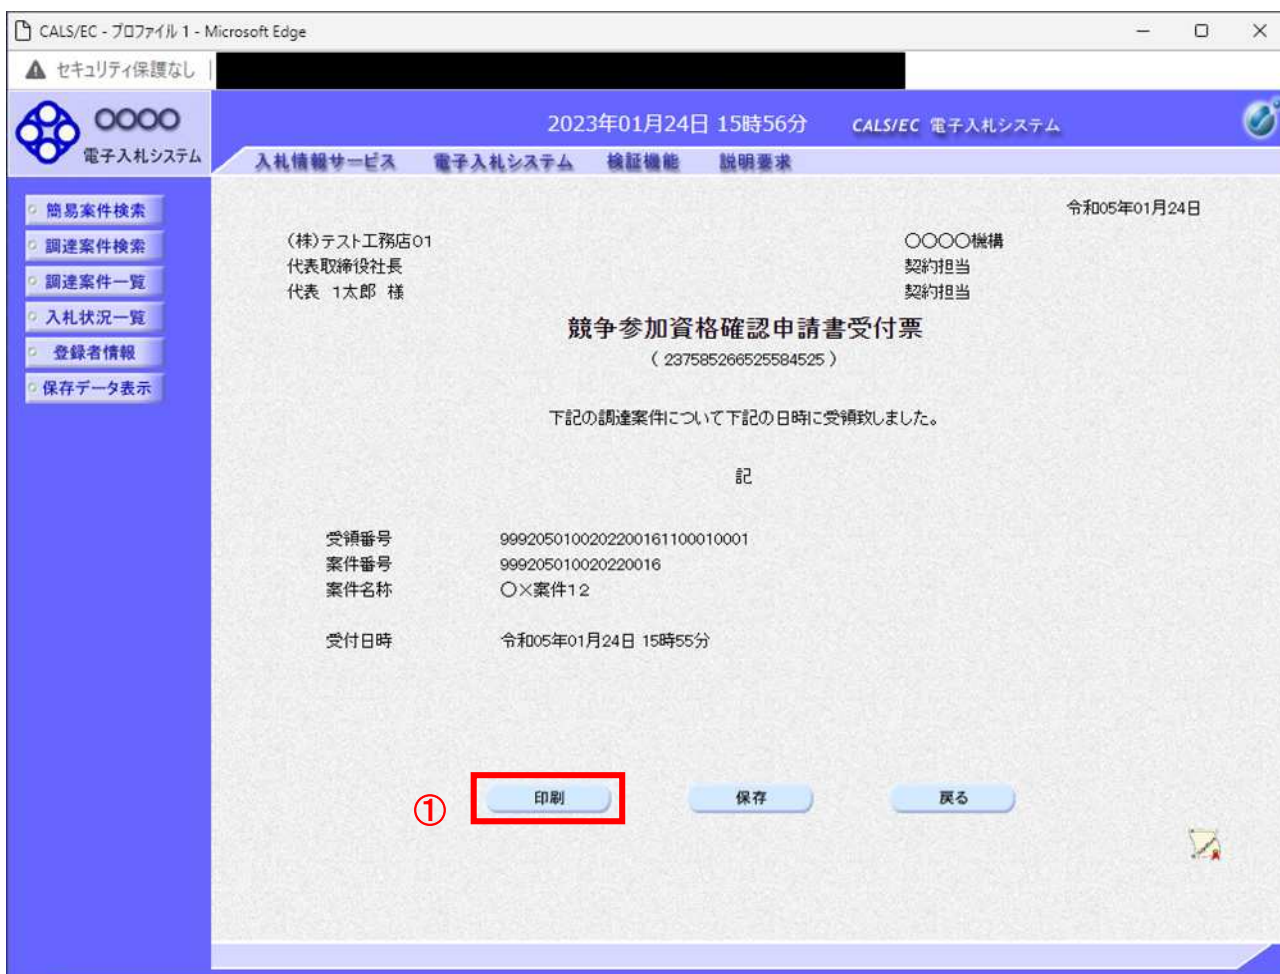 CALS/EC - プロファイル 1 - Microsoft Edge
セキュリティ保護なし
〇〇〇〇
電子入札システム
2023年01月24日 15時56分
CALS/EC 電子入札システム
入札情報サービス 電子入札システム 検証機能 説明要求
簡易案件検索
調達案件検索
調達案件一覧
入札状況一覧
登録者情報
保存データ表示
令和05年01月24日
(株)テスト工務店01
代表取締役社長
代表 1太郎 様
〇〇〇〇機構
契約担当
契約担当
競争参加資格確認申請書受付票
( 237585266525584525 )
下記の調達案件について下記の日時に受領致しました。
記
受領番号 9992050100202200161100010001
案件番号 999205010020220016
案件名称 〇×案件12
受付日時 令和05年01月24日 15時55分
①
印刷 保存 戻る